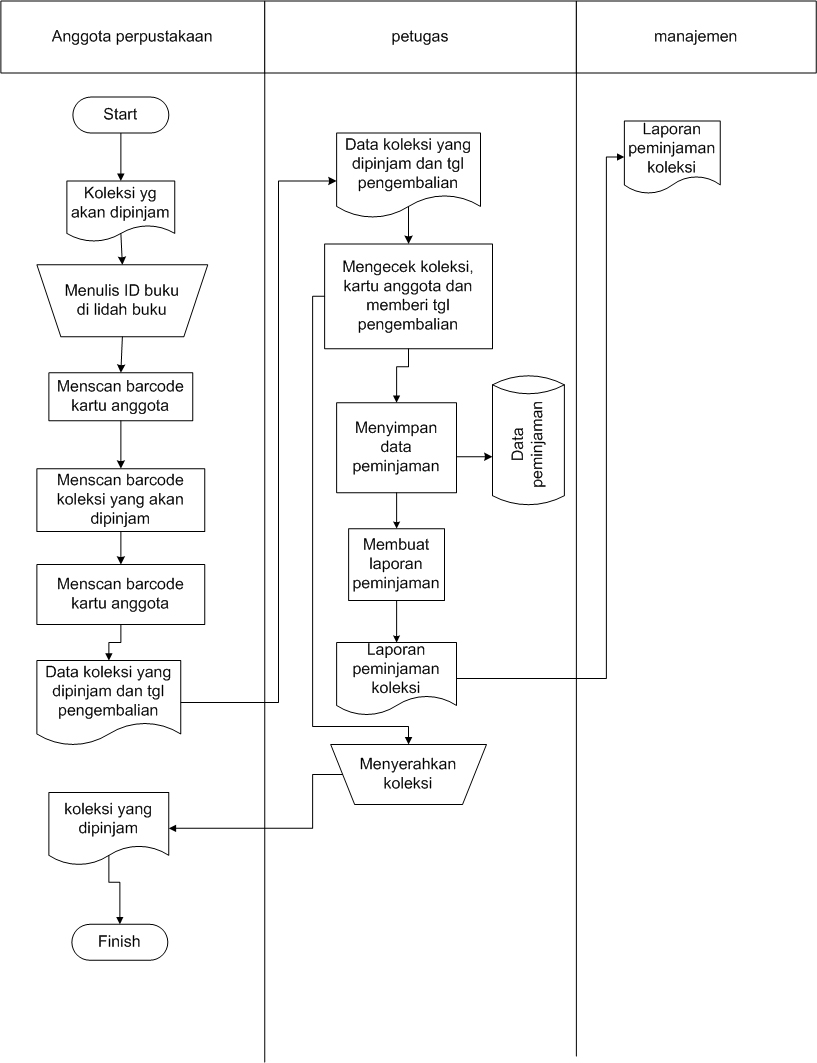 Anggota perpustakaan
petugas
manajemen
Start
Koleksi yg
akan dipinjam
Menulis ID buku
di lidah buku
Menscan barcode
kartu anggota
Menscan barcode
koleksi yang akan
dipinjam
Menscan barcode
kartu anggota
Data koleksi yang
dipinjam dan tgl
pengembalian
koleksi yang
dipinjam
Finish
Data koleksi yang
dipinjam dan tgl
pengembalian
Mengecek koleksi,
kartu anggota dan
memberi tgl
pengembalian
Menyimpan
data
peminjaman
Data
peminjaman
Membuat
laporan
peminjaman
Laporan
peminjaman
koleksi
Menyerahkan
koleksi
Laporan
peminjaman
koleksi